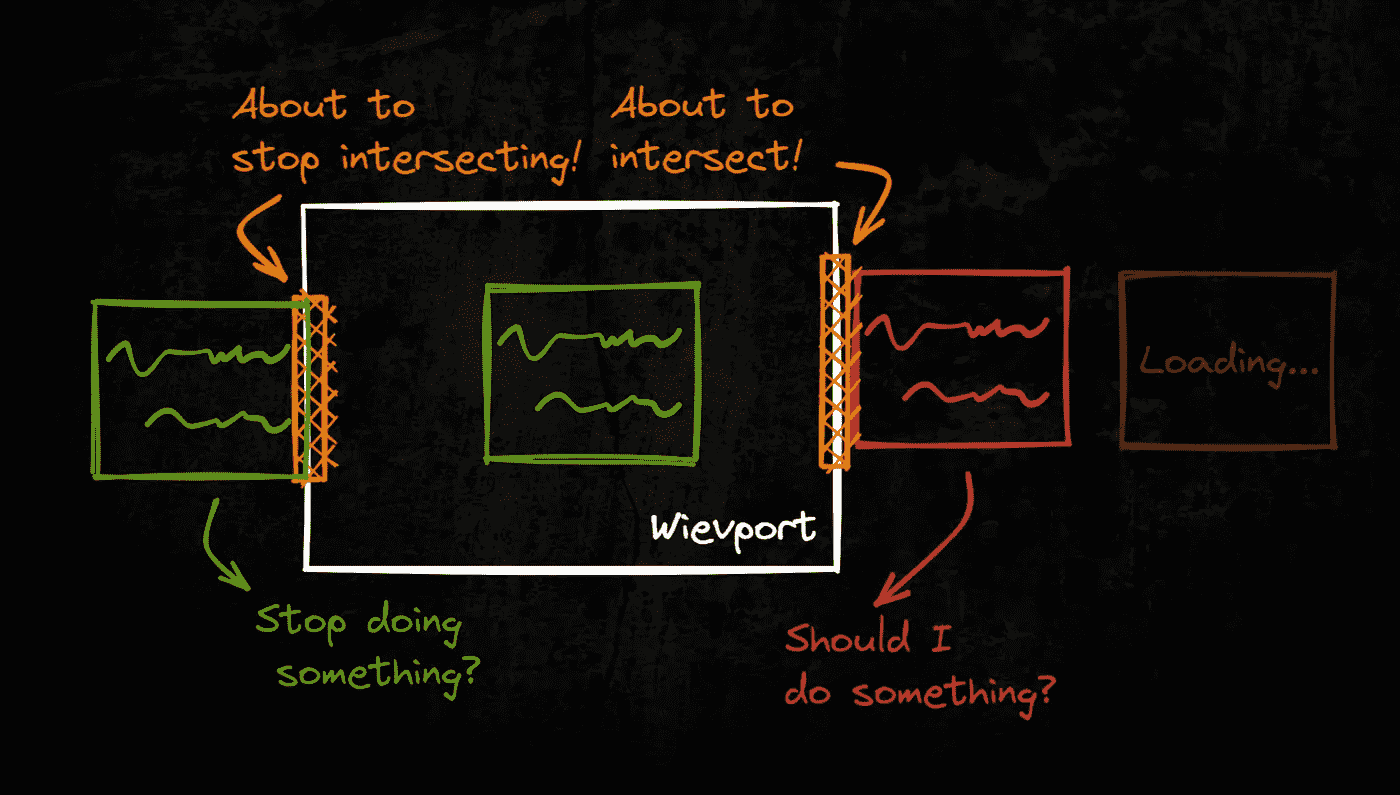 About to
stop intersecting!
About to
intersect!
Loading...
Wievport
Stop doing
something?
Should I
do something?